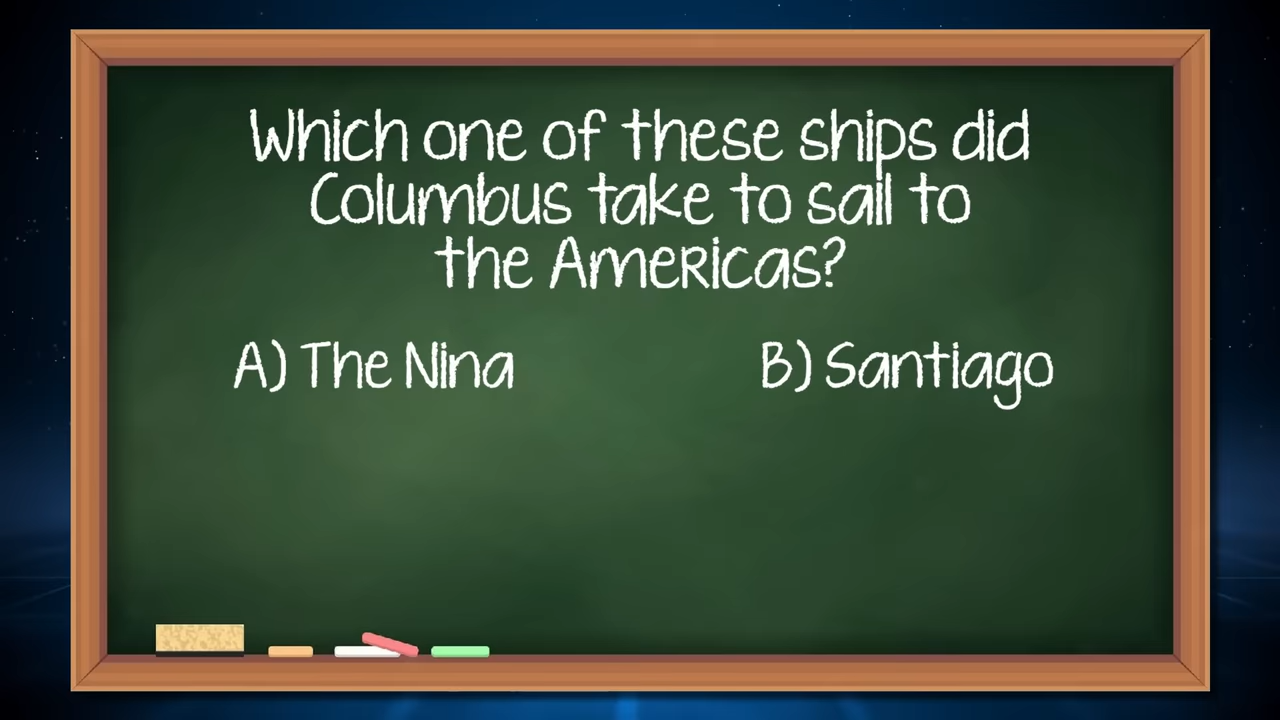 Which one of these ships did
Columbus take to sail to
the Americas?
A) The Nina B) Santiago